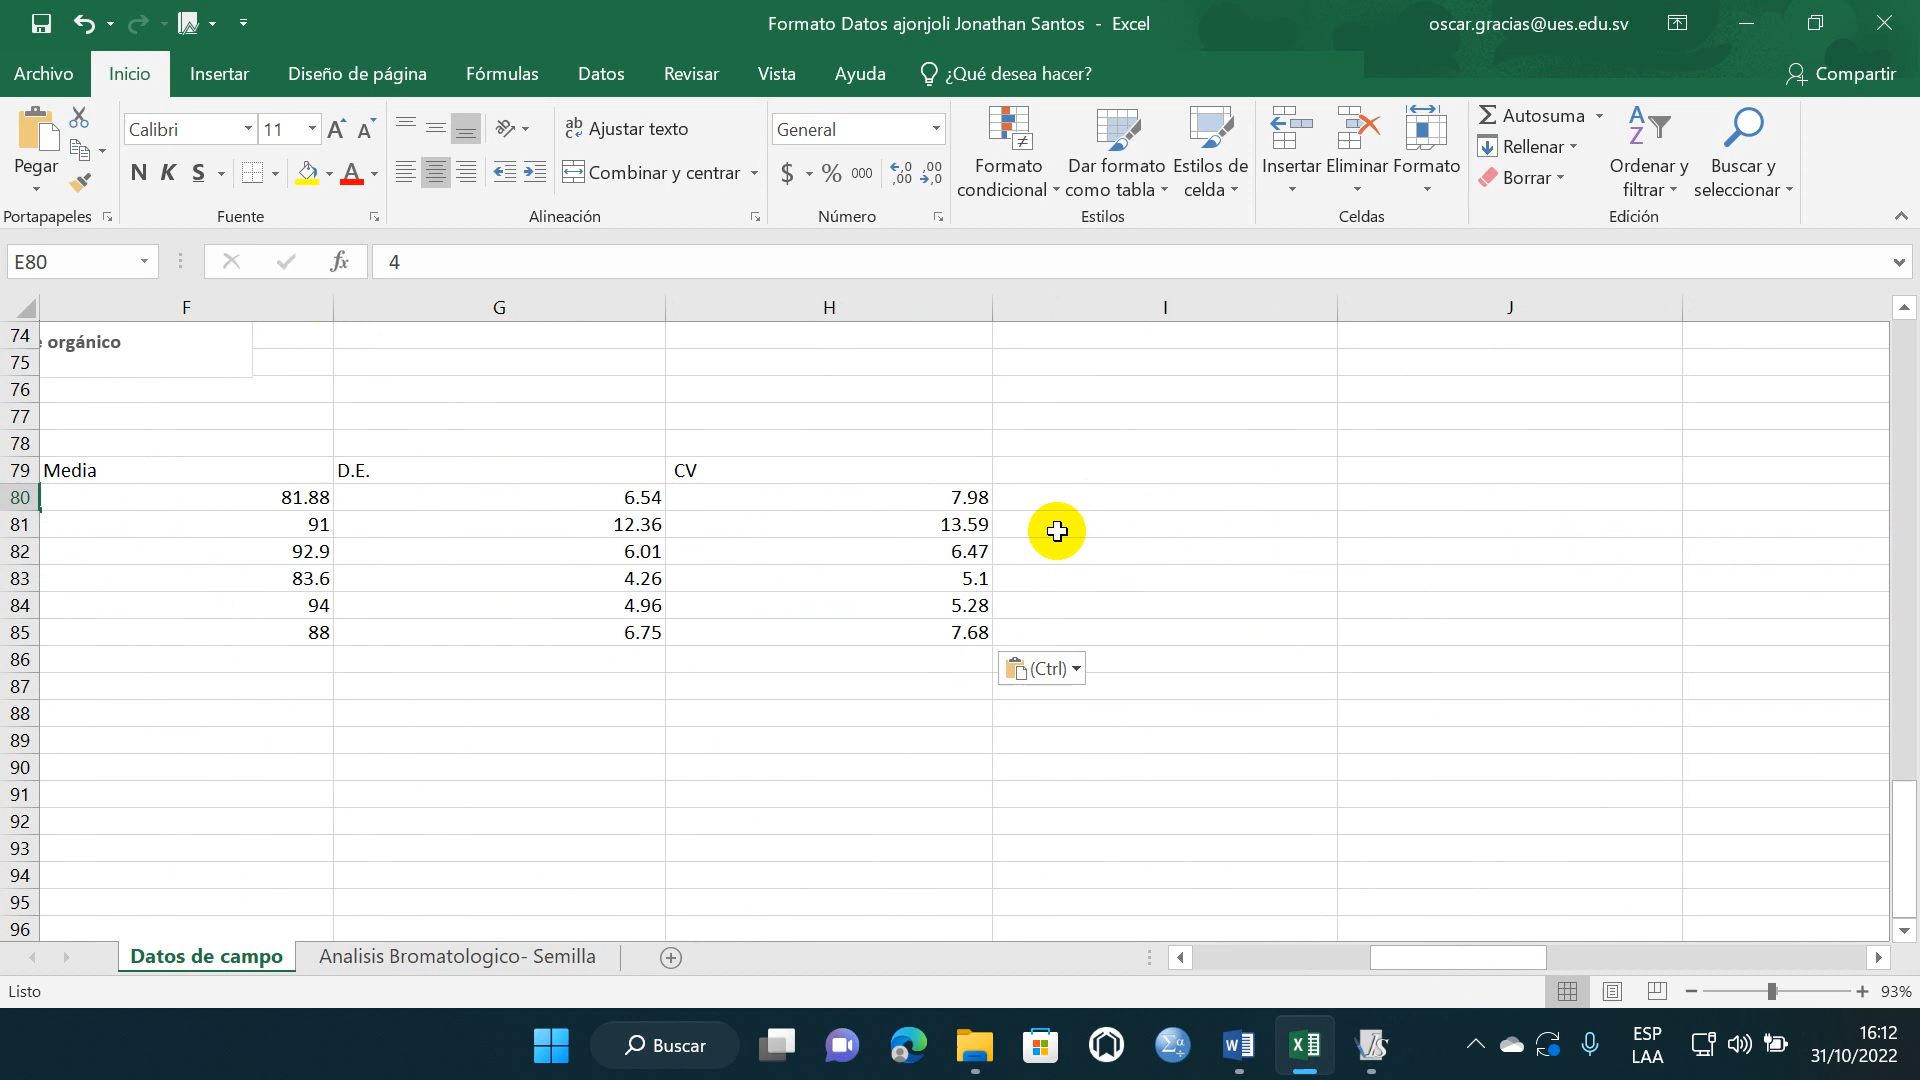 Formato Datos ajonjoli Jonathan Santos - Excel
oscar.gracias@ues.edu.sv
Archivo Inicio Insertar Diseño de página Fórmulas Datos Revisar Vista Ayuda ¿Qué desea hacer? Compartir
Pegar
Portapapeles
Calibri 11
N K S
Fuente
Ajustar texto
Combinar y centrar
Alineación
General
$ % 000
Número
Formato condicional
Dar formato como tabla
Estilos de celda
Estilos
Insertar Eliminar Formato
Celdas
Autosuma
Rellenar
Borrar
Ordenar y filtrar
Buscar y seleccionar
Edición
E80 fx 4
F G H I J
74 orgánico
75
76
77
78
79 Media D.E. CV
80 81.88 6.54 7.98
81 91 12.36 13.59
82 92.9 6.01 6.47
83 83.6 4.26 5.1
84 94 4.96 5.28
85 88 6.75 7.68
86 (Ctrl)
87
88
89
90
91
92
93
94
95
96
Datos de campo Analisis Bromatologico- Semilla
Listo 93%
Buscar
ESP
LAA
16:12
31/10/2022